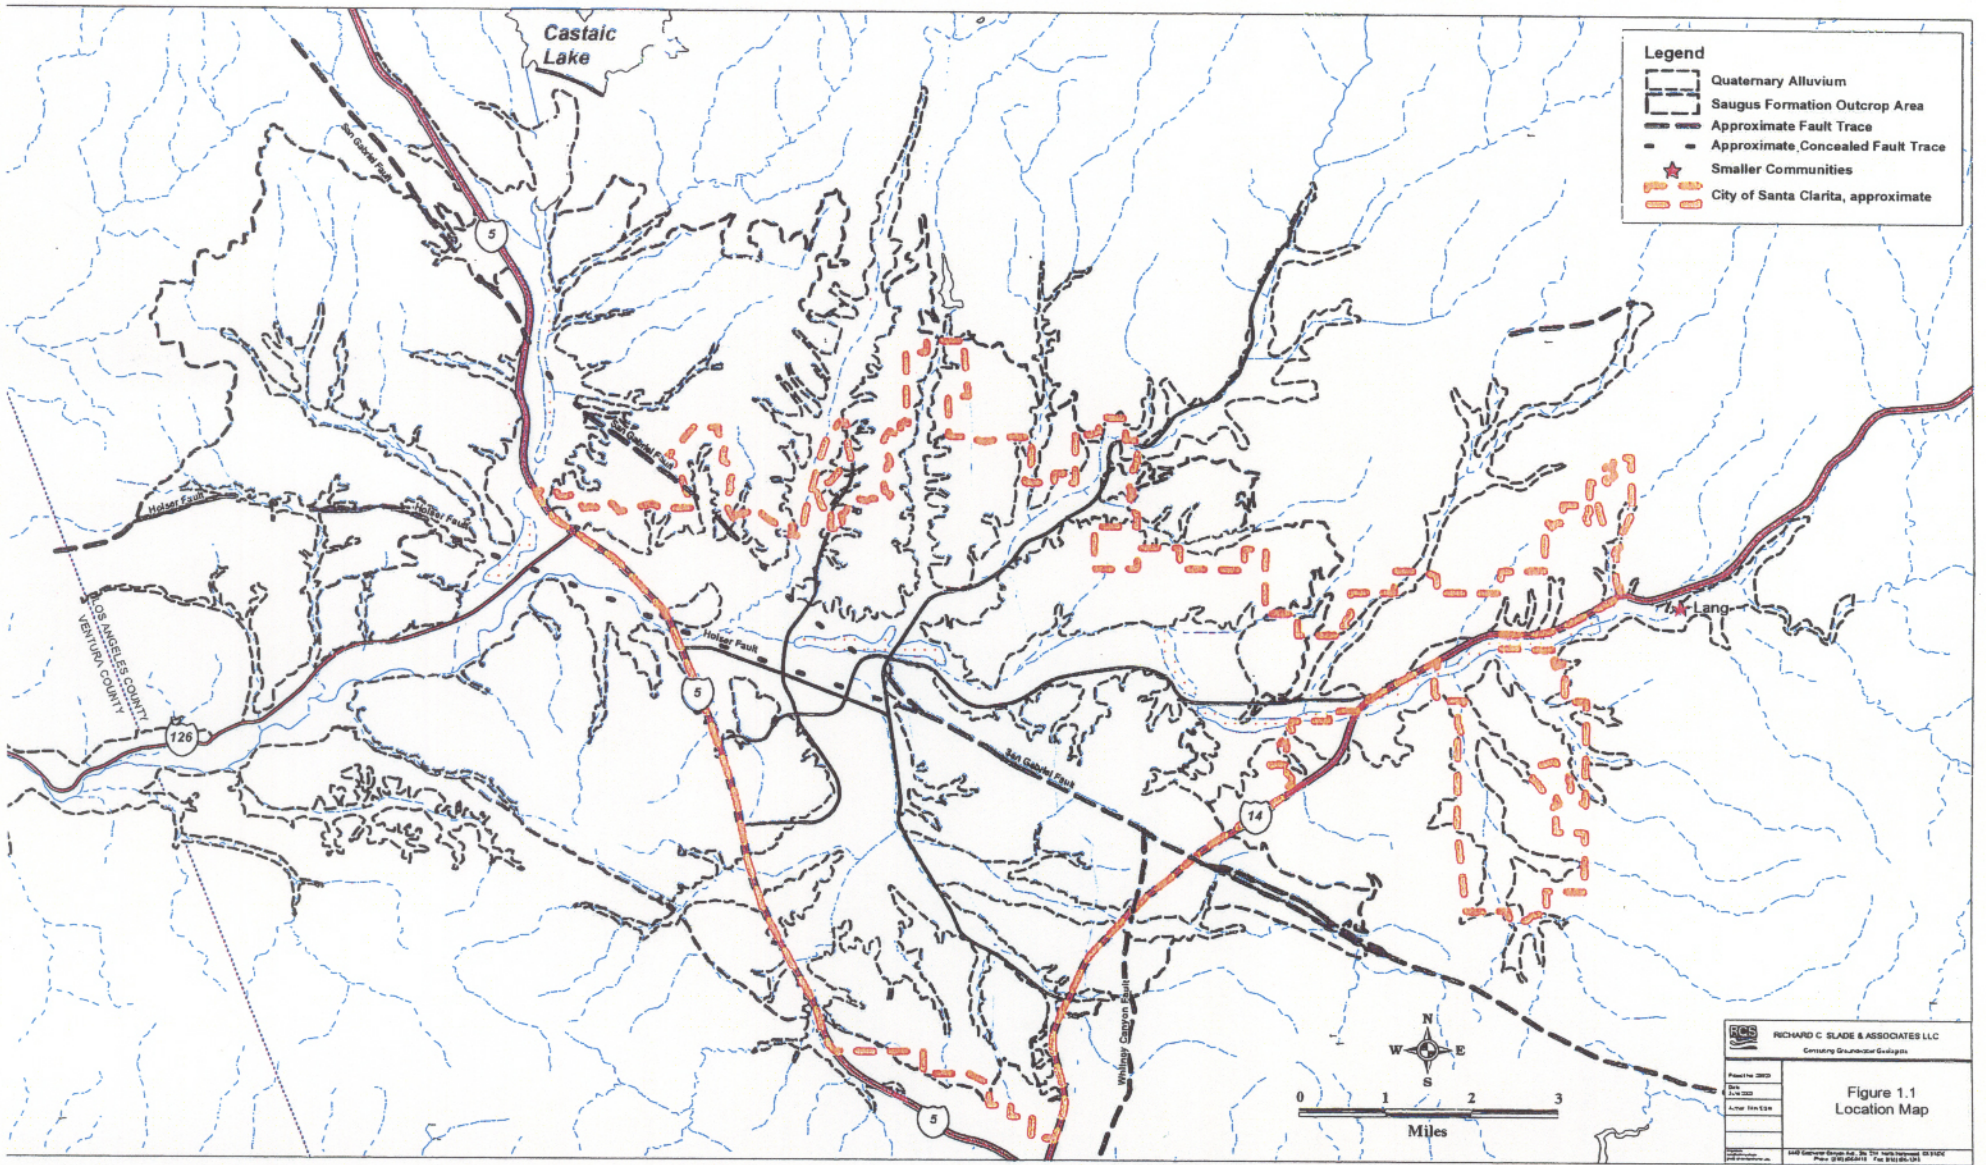 Castaic
Lake
Legend
Quaternary Alluvium
Saugus Formation Outcrop Area
Approximate Fault Trace
Approximate Concealed Fault Trace
Smaller Communities
City of Santa Clarita, approximate
San Gabriel Fault
5
San Gabriel Fault
Holser Fault
Holser Fault
LOS ANGELES COUNTY
VENTURA COUNTY
Lang
Holser Fault
5
126
San Gabriel Fault
14
Whitney Canyon Fault
5
N
W E
S
0 1 2 3
Miles
RCS
RICHARD C SLADE & ASSOCIATES LLC
Consulting Groundwater Geologists
Figure 1.1
Location Map